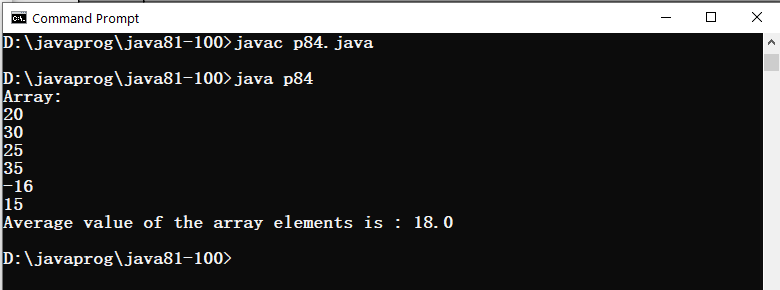 Command Prompt
D:\javaprog\java81-100>javac p84.java
D:\javaprog\java81-100>java p84
Array:
20
30
25
35
-16
15
Average value of the array elements is : 18.0
D:\javaprog\java81-100>